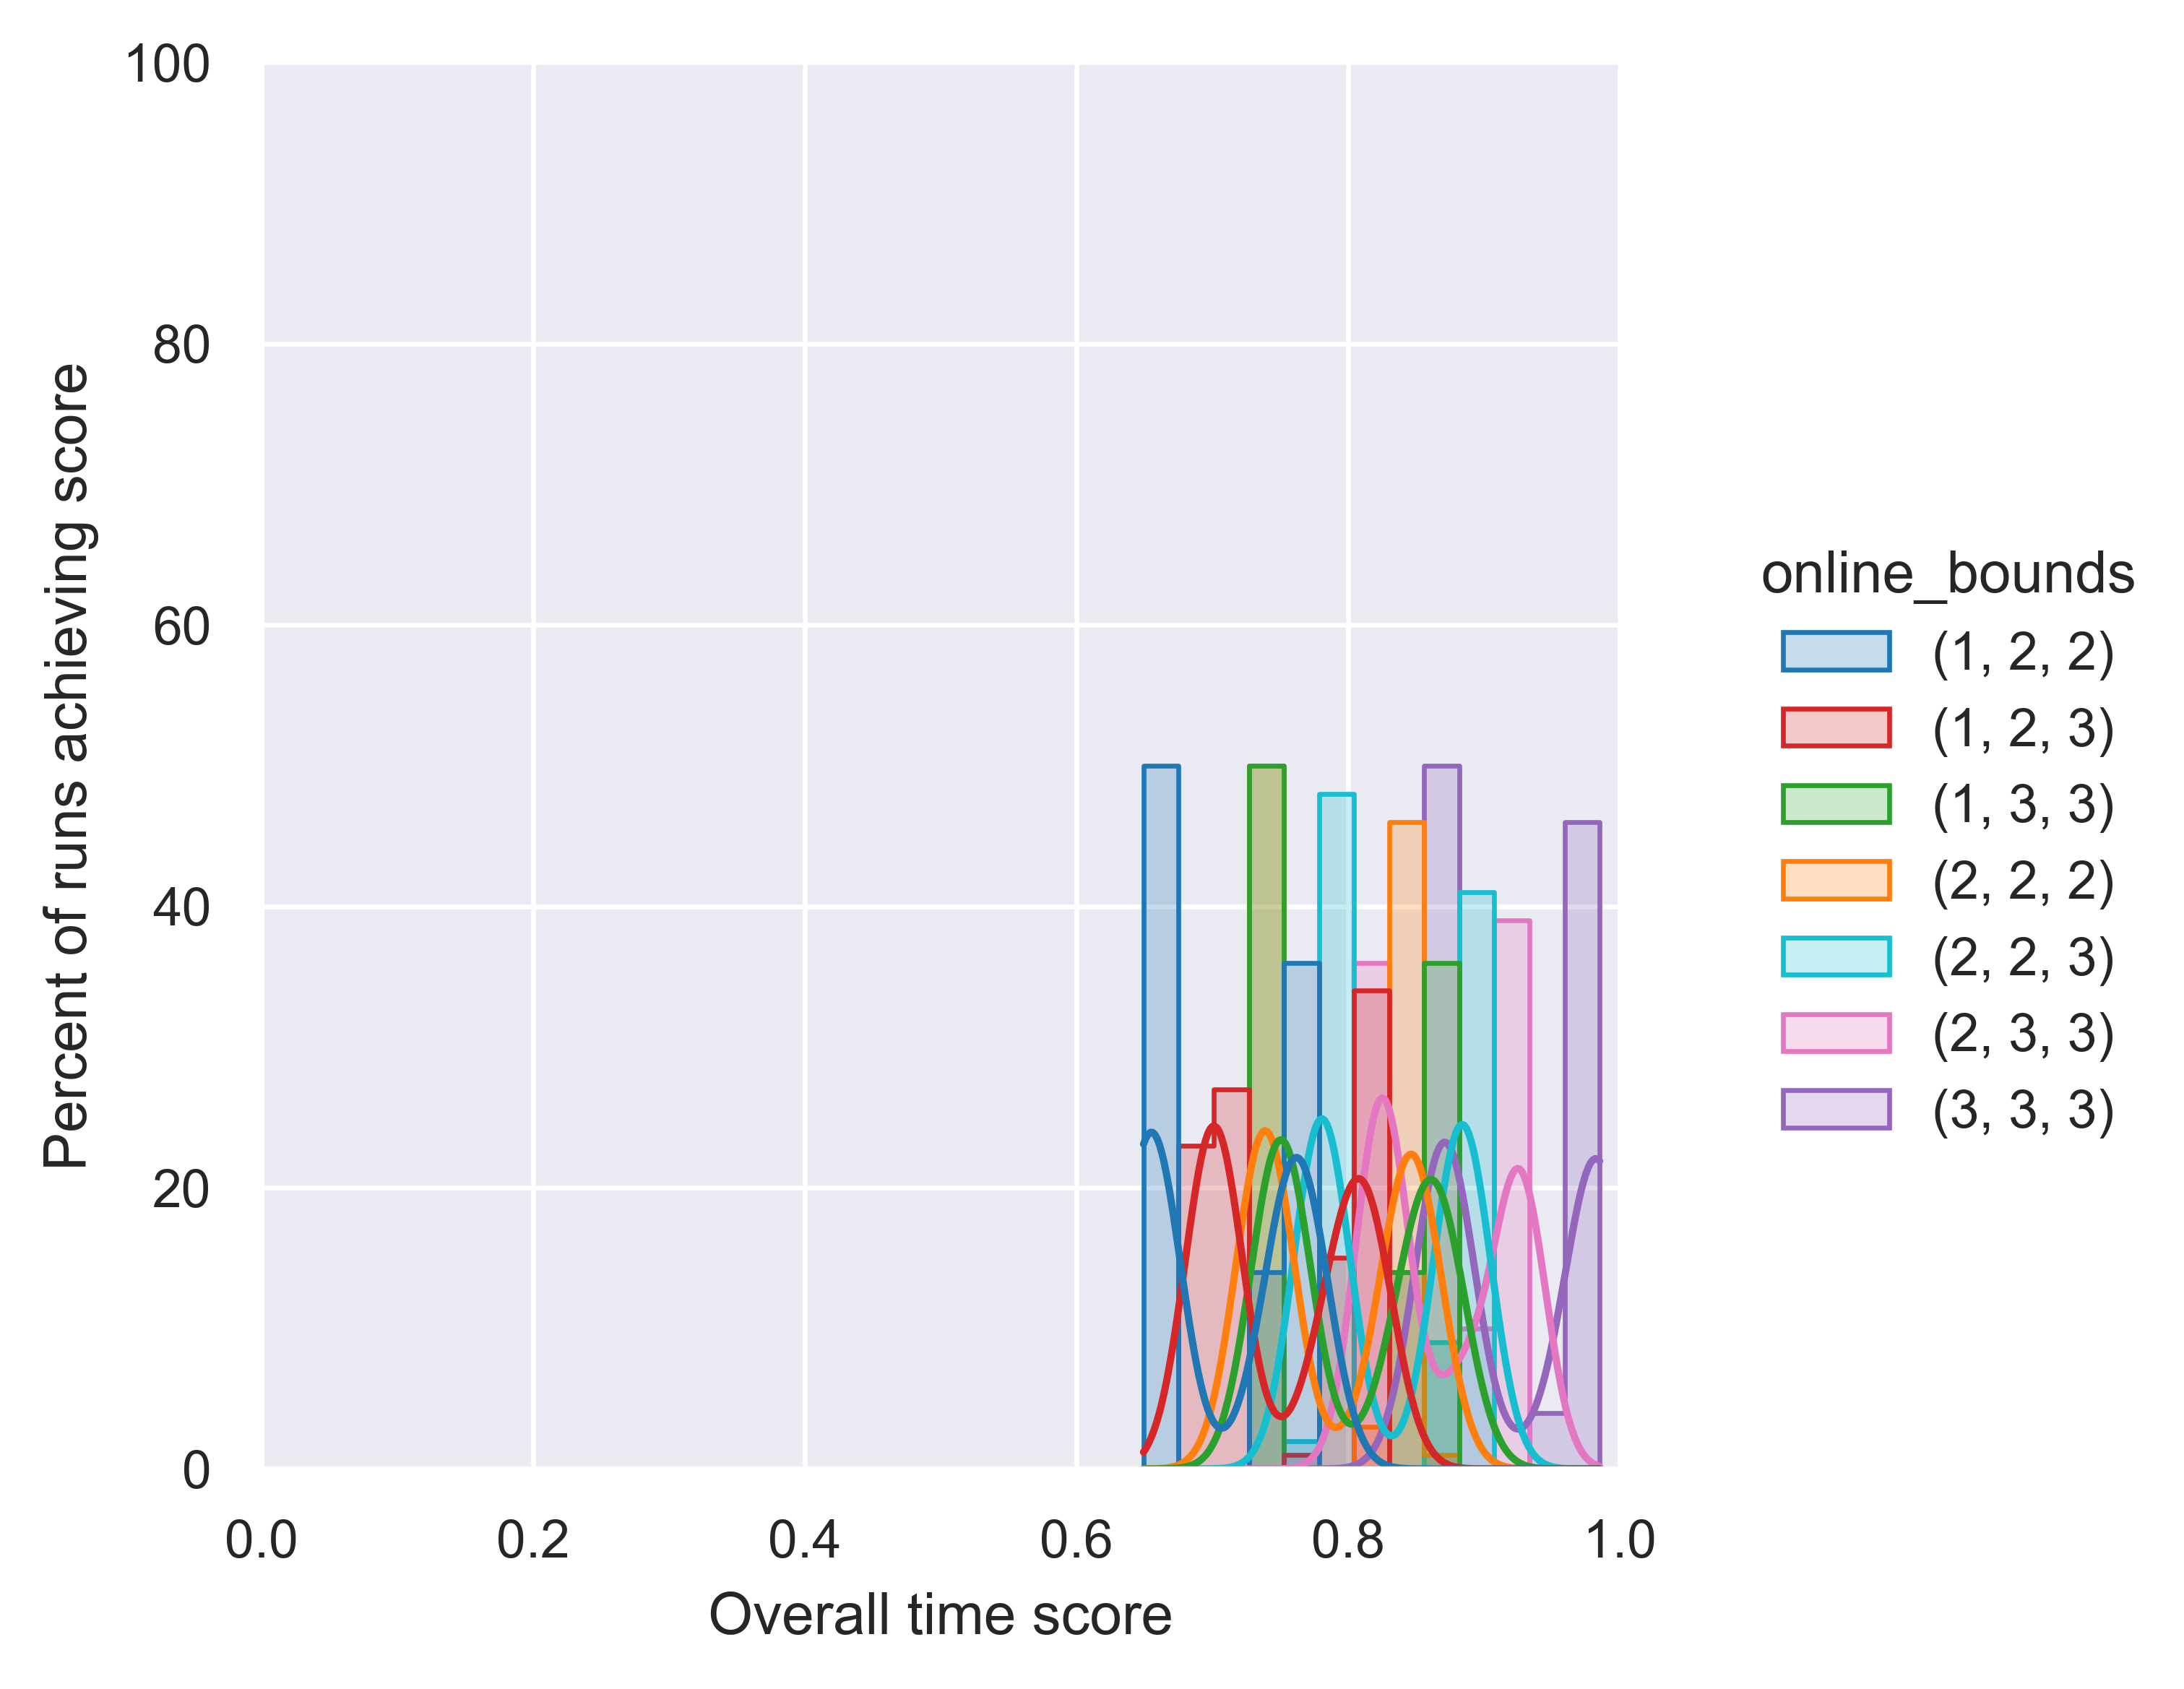 100
80
60
40
20
0
Percent of runs achieving score
0.0 0.2 0.4 0.6 0.8 1.0
Overall time score
online_bounds
(1, 2, 2)
(1, 2, 3)
(1, 3, 3)
(2, 2, 2)
(2, 2, 3)
(2, 3, 3)
(3, 3, 3)